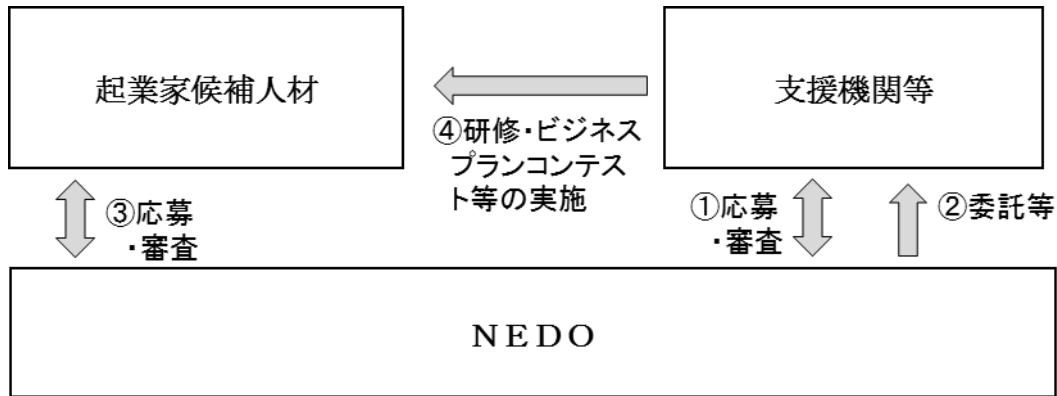 起業家候補人材
支援機関等
④研修・ビジネス
プランコンテス
ト等の実施
③応募
・審査
①応募
・審査
②委託等
NEDO